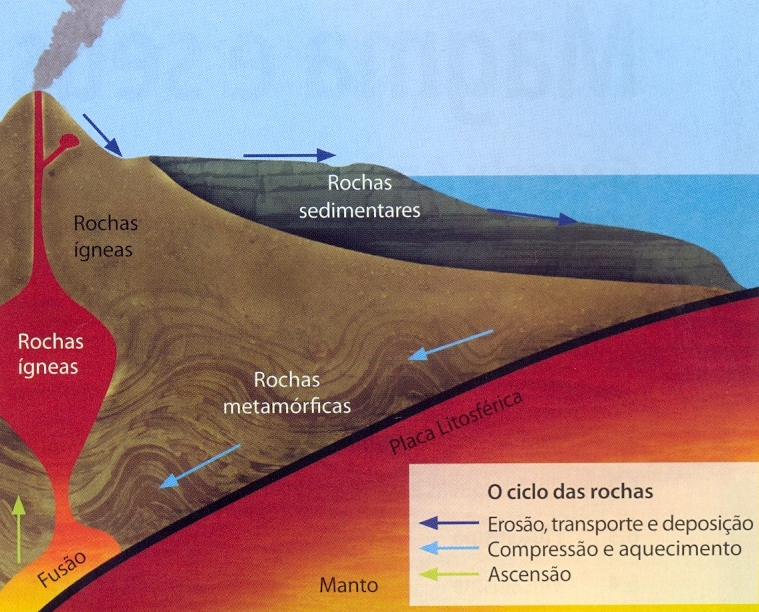 Rochas
sedimentares
Rochas
ígneas
Rochas
ígneas
Rochas
metamórficas
Placa Litosférica
Fusão
Manto
O ciclo das rochas
Erosão, transporte e deposição
Compressão e aquecimento
Ascensão